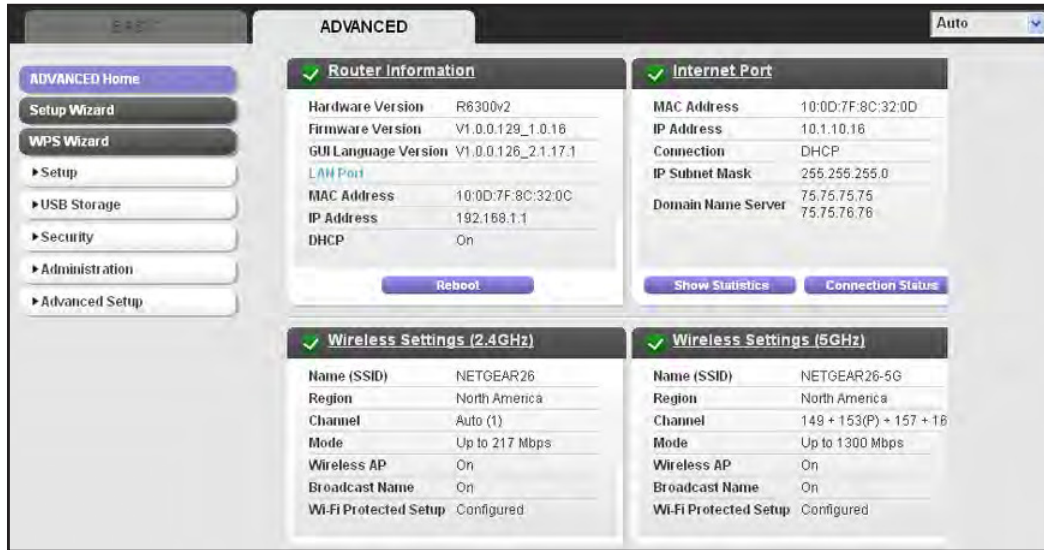 BASIC
ADVANCED
Auto
ADVANCED Home
Setup Wizard
WPS Wizard
Setup
USB Storage
Security
Administration
Advanced Setup
Router Information
Hardware Version R6300v2
Firmware Version V1.0.0.129_1.0.16
GUI Language Version V1.0.0.126_2.1.17.1
LAN Port
MAC Address 10:0D:7F:8C:32:0C
IP Address 192.168.1.1
DHCP On
Reboot
Internet Port
MAC Address 10:0D:7F:8C:32:0D
IP Address 10.1.10.16
Connection DHCP
IP Subnet Mask 255.255.255.0
Domain Name Server 75.75.75.75
75.75.76.76
Show Statistics
Connection Status
Wireless Settings (2.4GHz)
Name (SSID) NETGEAR26
Region North America
Channel Auto (1)
Mode Up to 217 Mbps
Wireless AP On
Broadcast Name On
Wi-Fi Protected Setup Configured
Wireless Settings (5GHz)
Name (SSID) NETGEAR26-5G
Region North America
Channel 149 + 153(P) + 157 + 16
Mode Up to 1300 Mbps
Wireless AP On
Broadcast Name On
Wi-Fi Protected Setup Configured